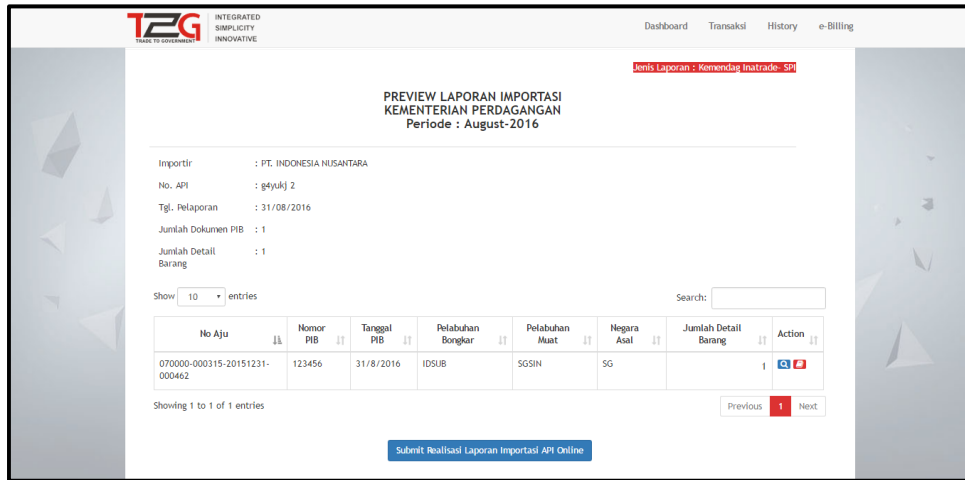 T2G
TRADE TO GOVERNMENT
INTEGRATED
SIMPLICITY
INNOVATIVE
Dashboard Transaksi History e-Billing
Jenis Laporan : Kemendag Inatrade- SPI
PREVIEW LAPORAN IMPORTASI
KEMENTERIAN PERDAGANGAN
Periode : August-2016
Importir : PT. INDONESIA NUSANTARA
No. API : g4yukj 2
Tgl. Pelaporan : 31/08/2016
Jumlah Dokumen PIB : 1
Jumlah Detail : 1
Barang
Show 10 entries Search:
No Aju Nomor PIB Tanggal PIB Pelabuhan Bongkar Pelabuhan Muat Negara Asal Jumlah Detail Barang Action
070000-000315-20151231- 123456 31/8/2016 IDSUB SGSIN SG 1
000462
Showing 1 to 1 of 1 entries Previous 1 Next
Submit Realisasi Laporan Importasi API Online